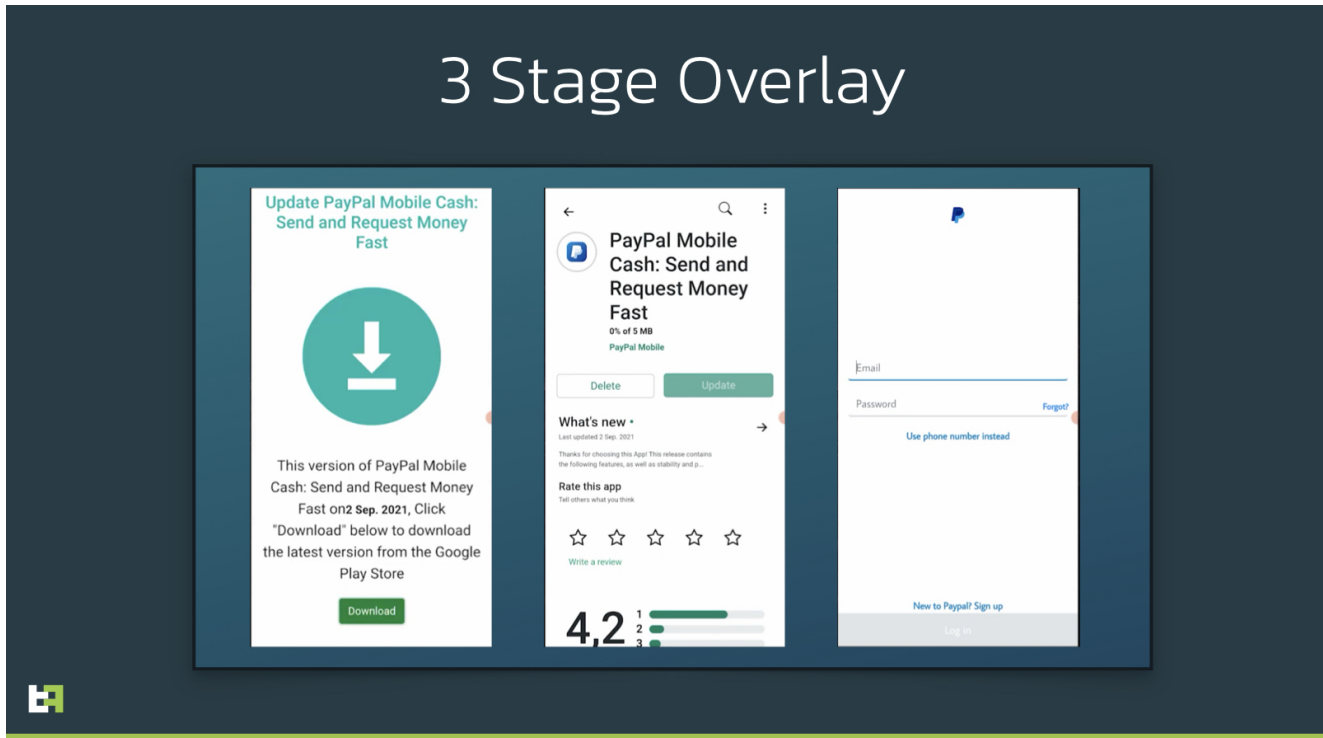 3 Stage Overlay
Update PayPal Mobile Cash:
Send and Request Money
Fast
This version of PayPal Mobile
Cash: Send and Request Money
Fast on2 Sep. 2021, Click
"Download" below to download
the latest version from the Google
Play Store
Download
PayPal Mobile
Cash: Send and
Request Money
Fast
0% of 5 MB
PayPal Mobile
Delete Update
What's new •
Last updated 2 Sep. 2021
Thanks for choosing this App! This release contains
the following features, as well as stability and p...
Rate this app
Tell others what you think
Write a review
4,2
1
2
3
Email
Password
Forgot?
Use phone number instead
New to Paypal? Sign up
Log In